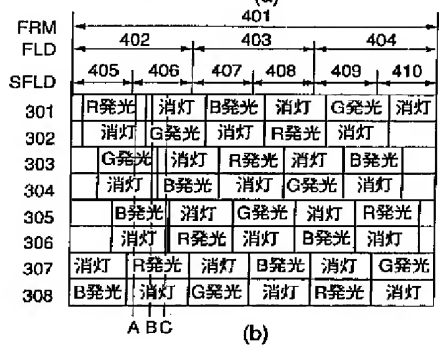 (a)
FRM 401
FLD 402 403 404
SFLD 405 406 407 408 409 410
301 R発光 消灯 B発光 消灯 G発光 消灯
302 消灯 G発光 消灯 R発光 消灯
303 G発光 消灯 R発光 消灯 B発光
304 消灯 B発光 消灯 G発光 消灯
305 B発光 消灯 G発光 消灯 R発光
306 消灯 R発光 消灯 B発光 消灯
307 消灯 R発光 消灯 B発光 消灯 G発光
308 B発光 消灯 G発光 消灯 R発光 消灯
A B C
(b)